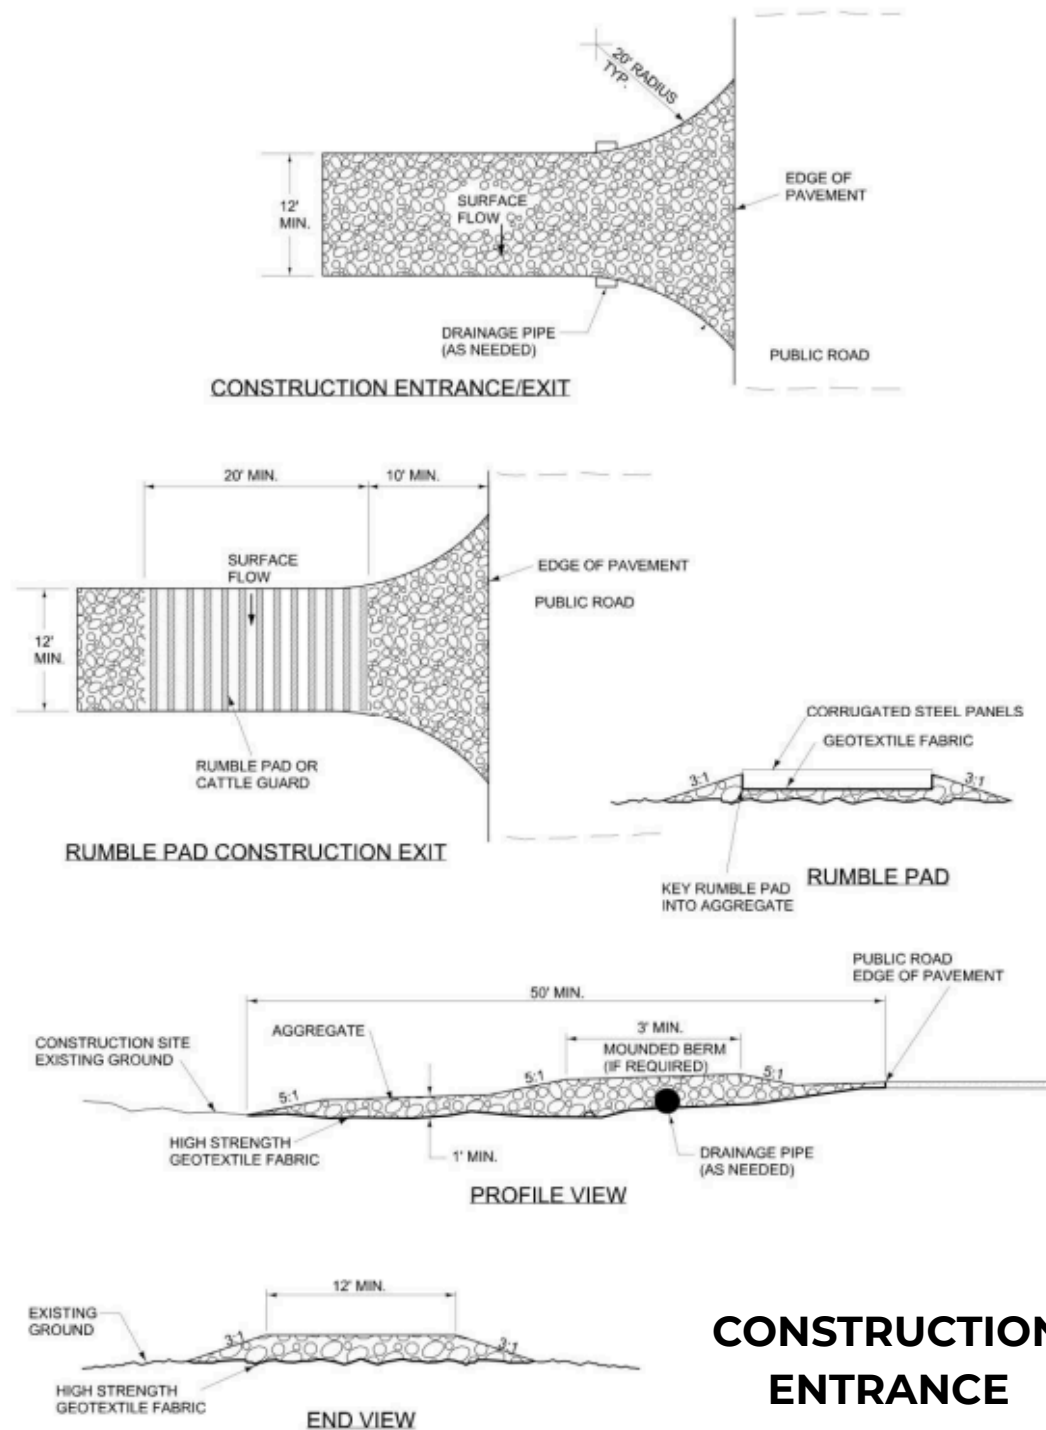 20' RADIUS
TYP.
EDGE OF
PAVEMENT
12'
MIN.
SURFACE
FLOW
DRAINAGE PIPE
(AS NEEDED)
PUBLIC ROAD
CONSTRUCTION ENTRANCE/EXIT
20' MIN.
10' MIN.
SURFACE
FLOW
EDGE OF PAVEMENT
PUBLIC ROAD
12'
MIN.
RUMBLE PAD OR
CATTLE GUARD
RUMBLE PAD CONSTRUCTION EXIT
CORRUGATED STEEL PANELS
GEOTEXTILE FABRIC
3:1
3:1
KEY RUMBLE PAD
INTO AGGREGATE
RUMBLE PAD
PUBLIC ROAD
EDGE OF PAVEMENT
50' MIN.
CONSTRUCTION SITE
EXISTING GROUND
AGGREGATE
3' MIN.
MOUNDED BERM
(IF REQUIRED)
5:1
5:1
5:1
HIGH STRENGTH
GEOTEXTILE FABRIC
1' MIN.
DRAINAGE PIPE
(AS NEEDED)
PROFILE VIEW
12' MIN.
EXISTING
GROUND
3:1
3:1
HIGH STRENGTH
GEOTEXTILE FABRIC
END VIEW
CONSTRUCTION
ENTRANCE